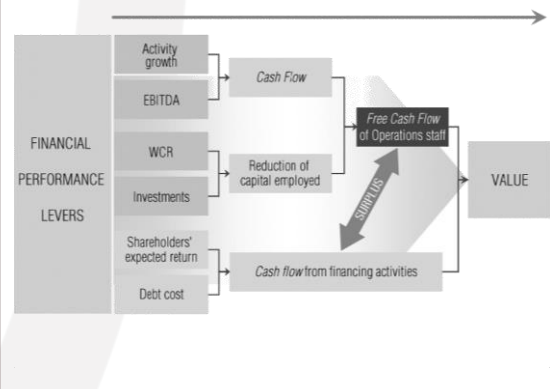 FINANCIAL
PERFORMANCE
LEVERS
Activity
growth
EBITDA
WCR
Investments
Shareholders'
expected return
Debt cost
Cash Flow
Reduction of
capital employed
Cash flow from financing activities
Free Cash Flow
of Operations staff
SURPLUS
VALUE